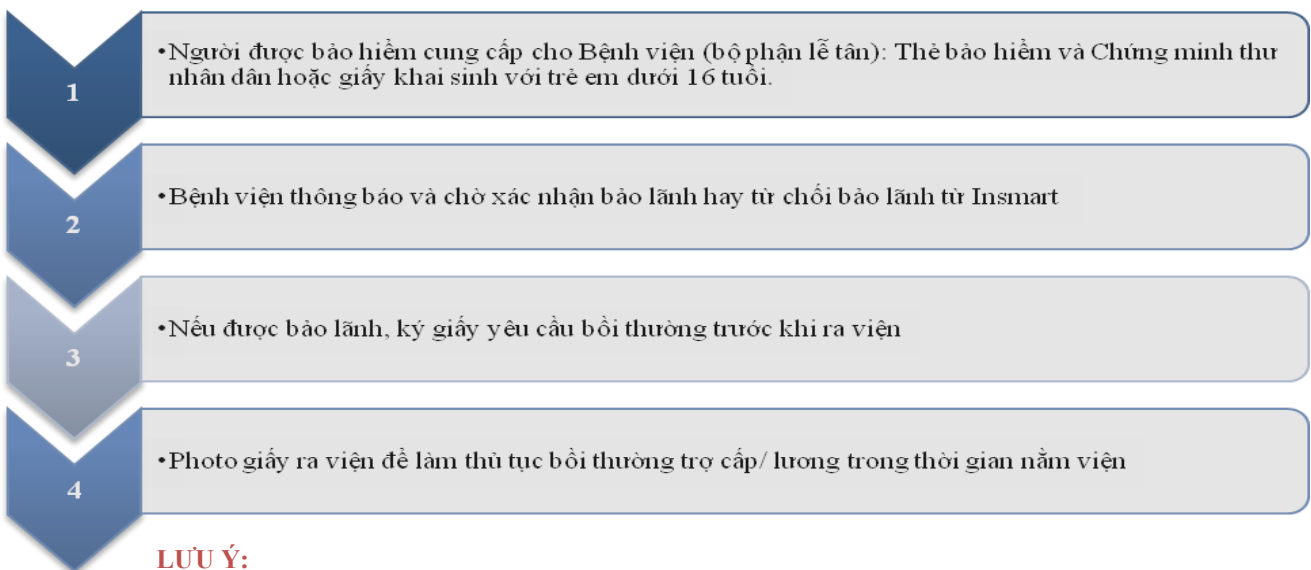 1
•Người được bảo hiểm cung cấp cho Bệnh viện (bộ phận lễ tân): Thẻ bảo hiểm và Chứng minh thư
nhân dân hoặc giấy khai sinh với trẻ em dưới 16 tuổi.
2
•Bệnh viện thông báo và chờ xác nhận bảo lãnh hay từ chối bảo lãnh từ Insmart
3
•Nếu được bảo lãnh, ký giấy yêu cầu bồi thường trước khi ra viện
4
•Photo giấy ra viện để làm thủ tục bồi thường trợ cấp/ lương trong thời gian nằm viện
LƯU Ý: